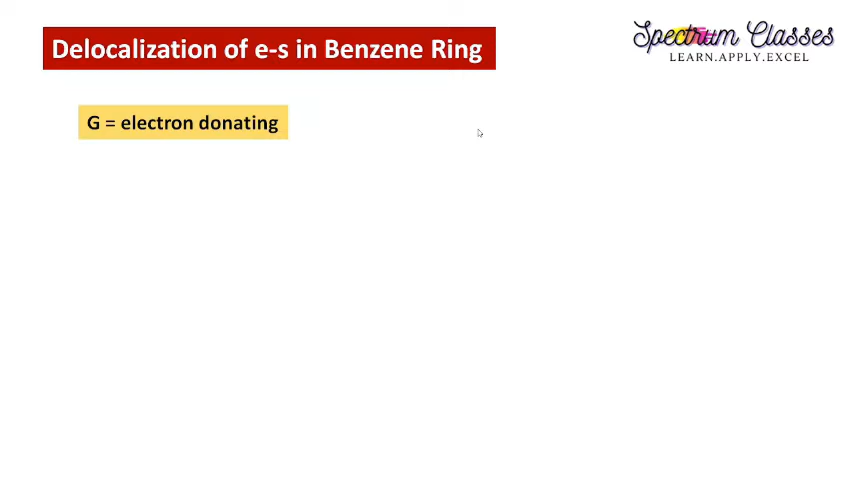 Delocalization of e-s in Benzene Ring
Spectrum Classes
LEARN.APPLY.EXCEL
G = electron donating